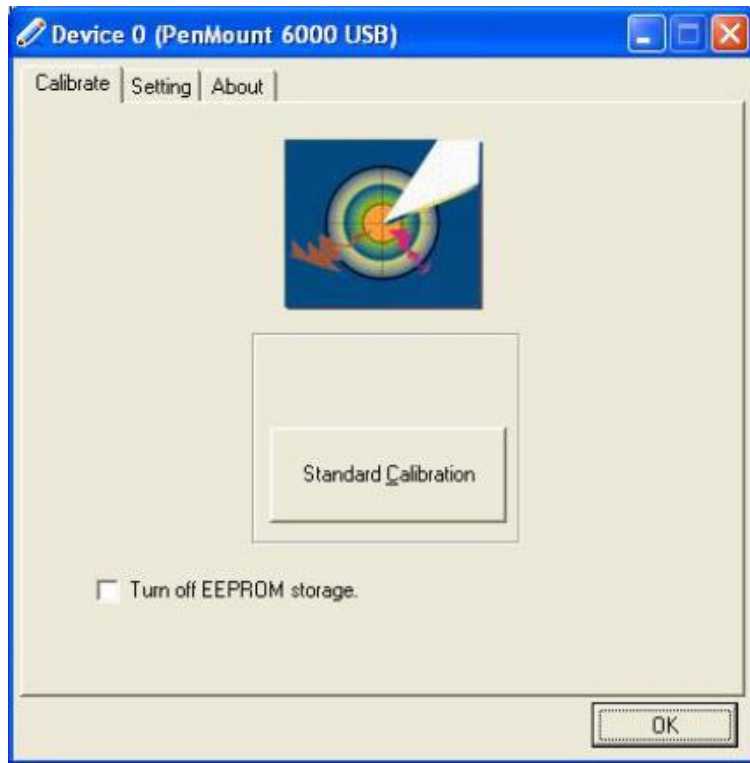 Device 0 (PenMount 6000 USB)
Calibrate Setting About
Standard Calibration
Turn off EEPROM storage.
OK